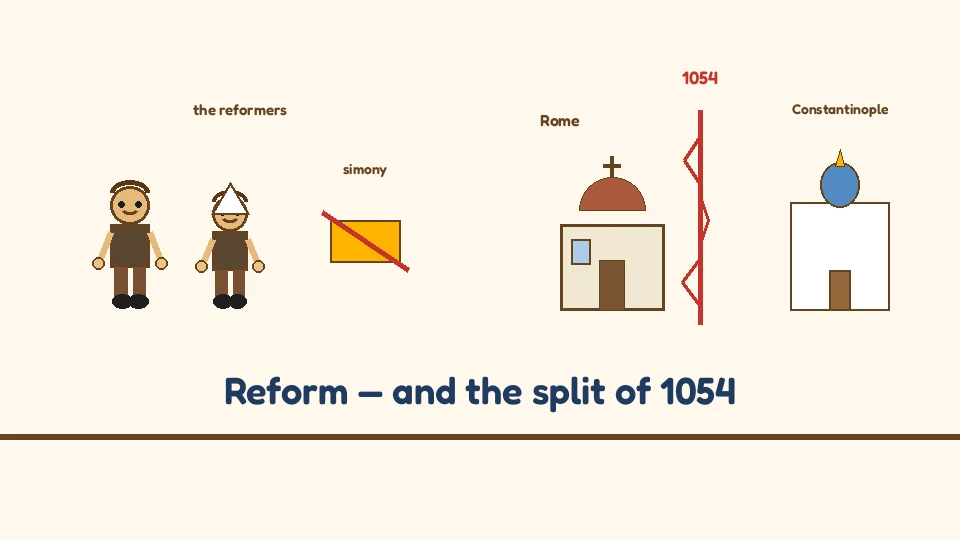 the reformers
simony
Rome
1054
Constantinople
Reform — and the split of 1054